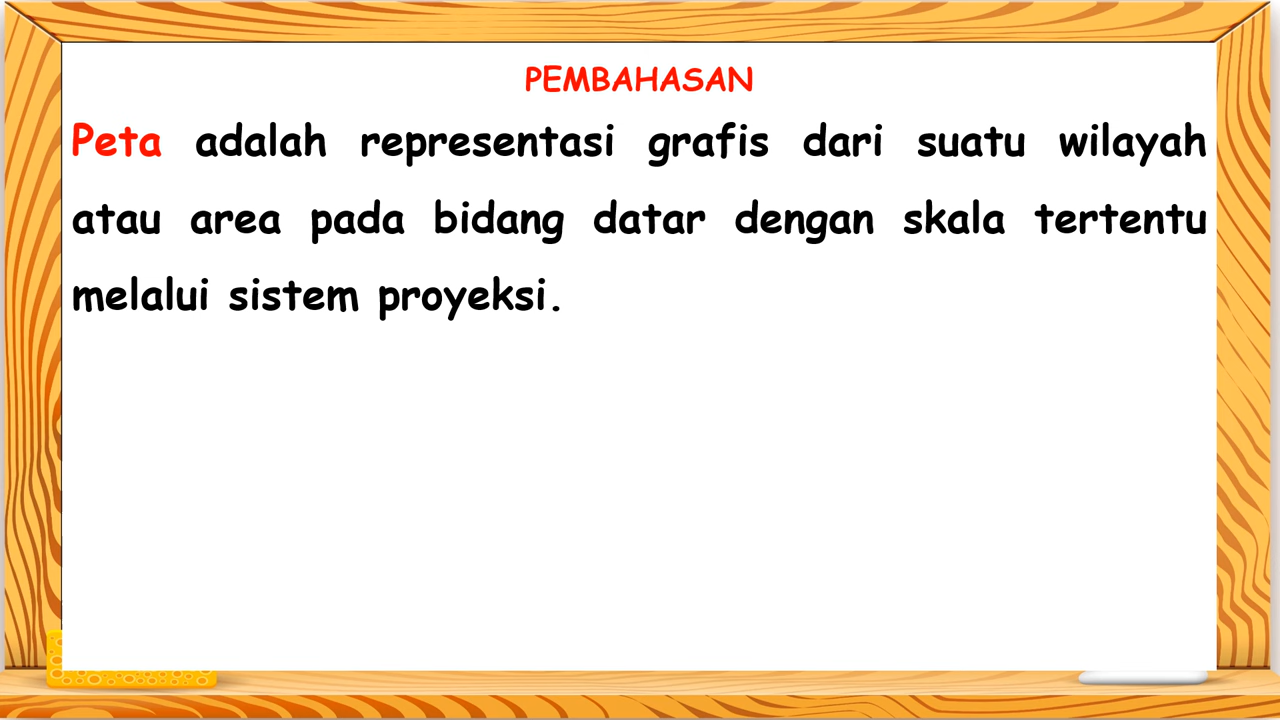 PEMBAHASAN
Peta adalah representasi grafis dari suatu wilayah
atau area pada bidang datar dengan skala tertentu
melalui sistem proyeksi.